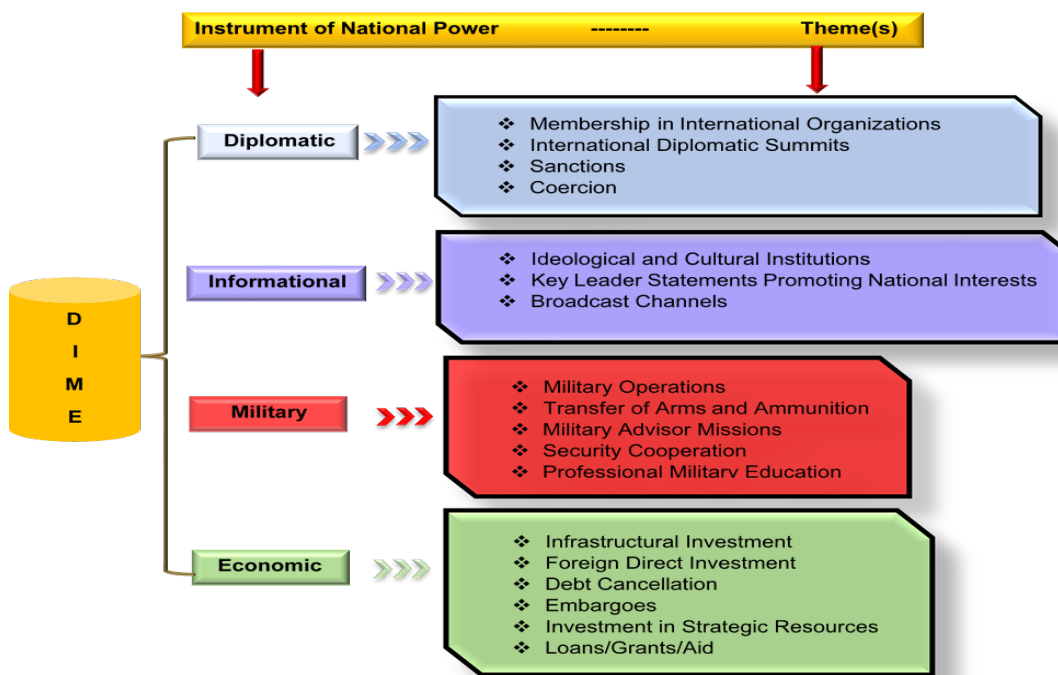 Instrument of National Power -------- Theme(s)
Diplomatic
❖ Membership in International Organizations
❖ International Diplomatic Summits
❖ Sanctions
❖ Coercion
Informational
❖ Ideological and Cultural Institutions
❖ Key Leader Statements Promoting National Interests
❖ Broadcast Channels
D
I
M
E
Military
❖ Military Operations
❖ Transfer of Arms and Ammunition
❖ Military Advisor Missions
❖ Security Cooperation
❖ Professional Military Education
Economic
❖ Infrastructural Investment
❖ Foreign Direct Investment
❖ Debt Cancellation
❖ Embargoes
❖ Investment in Strategic Resources
❖ Loans/Grants/Aid